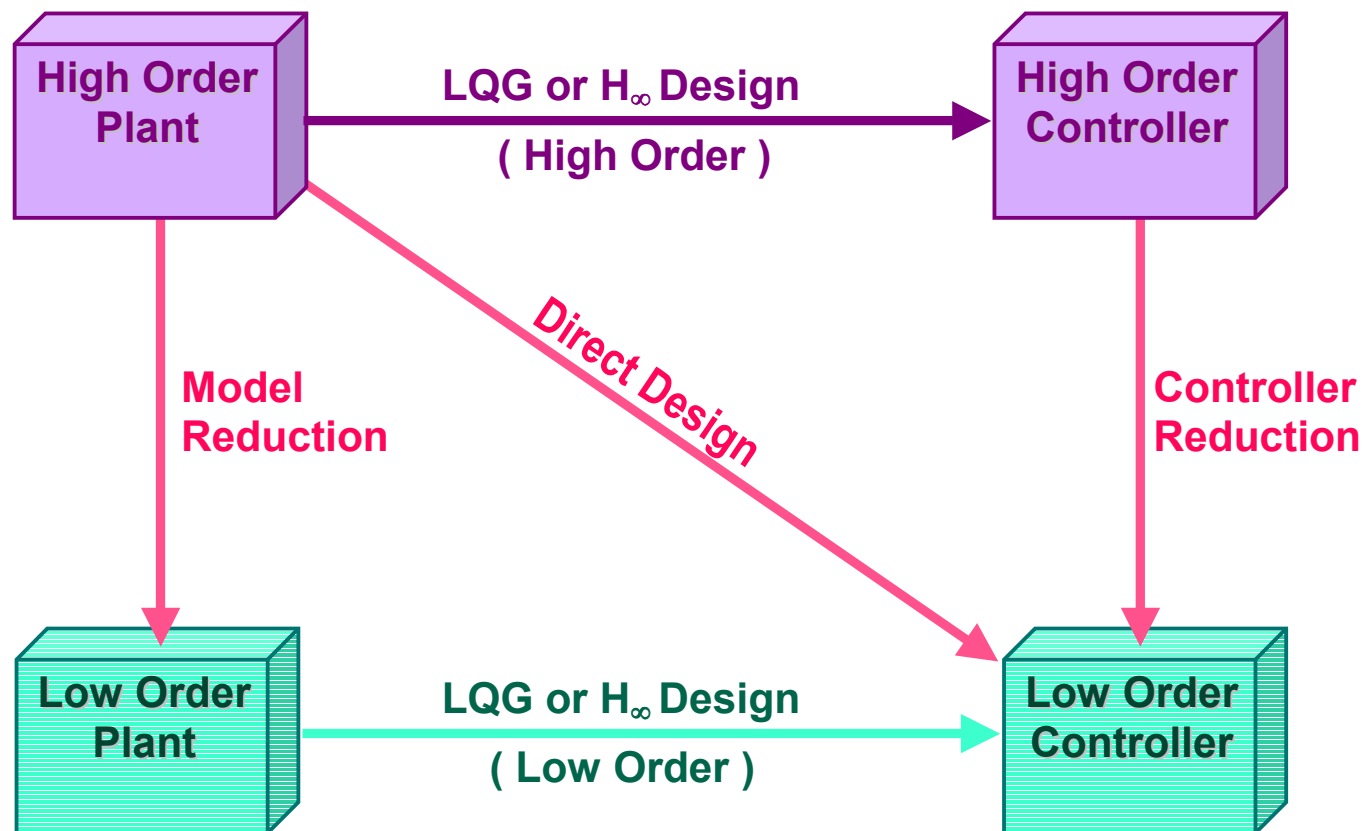 High Order
Plant
LQG or H∞ Design
( High Order )
High Order
Controller
Model
Reduction
Direct Design
Controller
Reduction
Low Order
Plant
LQG or H∞ Design
( Low Order )
Low Order
Controller